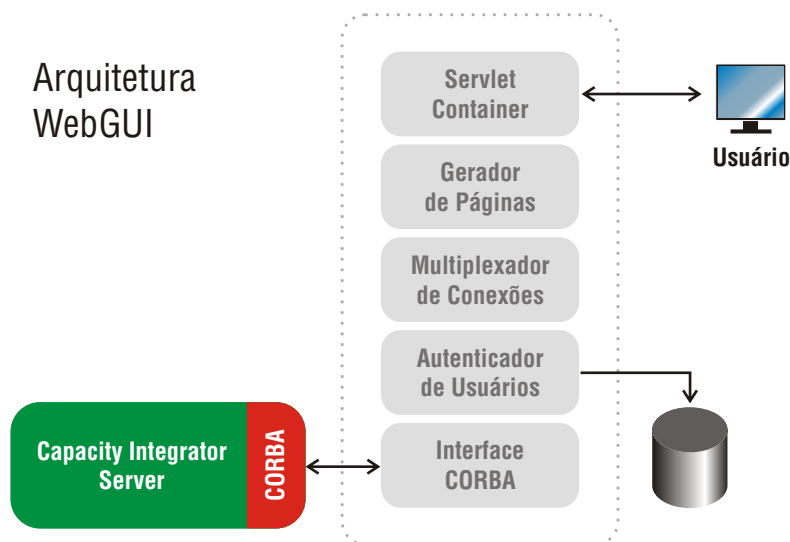 Arquitetura
WebGUI
Servlet
Container
Usuário
Gerador
de Páginas
Multiplexador
de Conexões
Autenticador
de Usuários
Capacity Integrator
Server
CORBA
Interface
CORBA